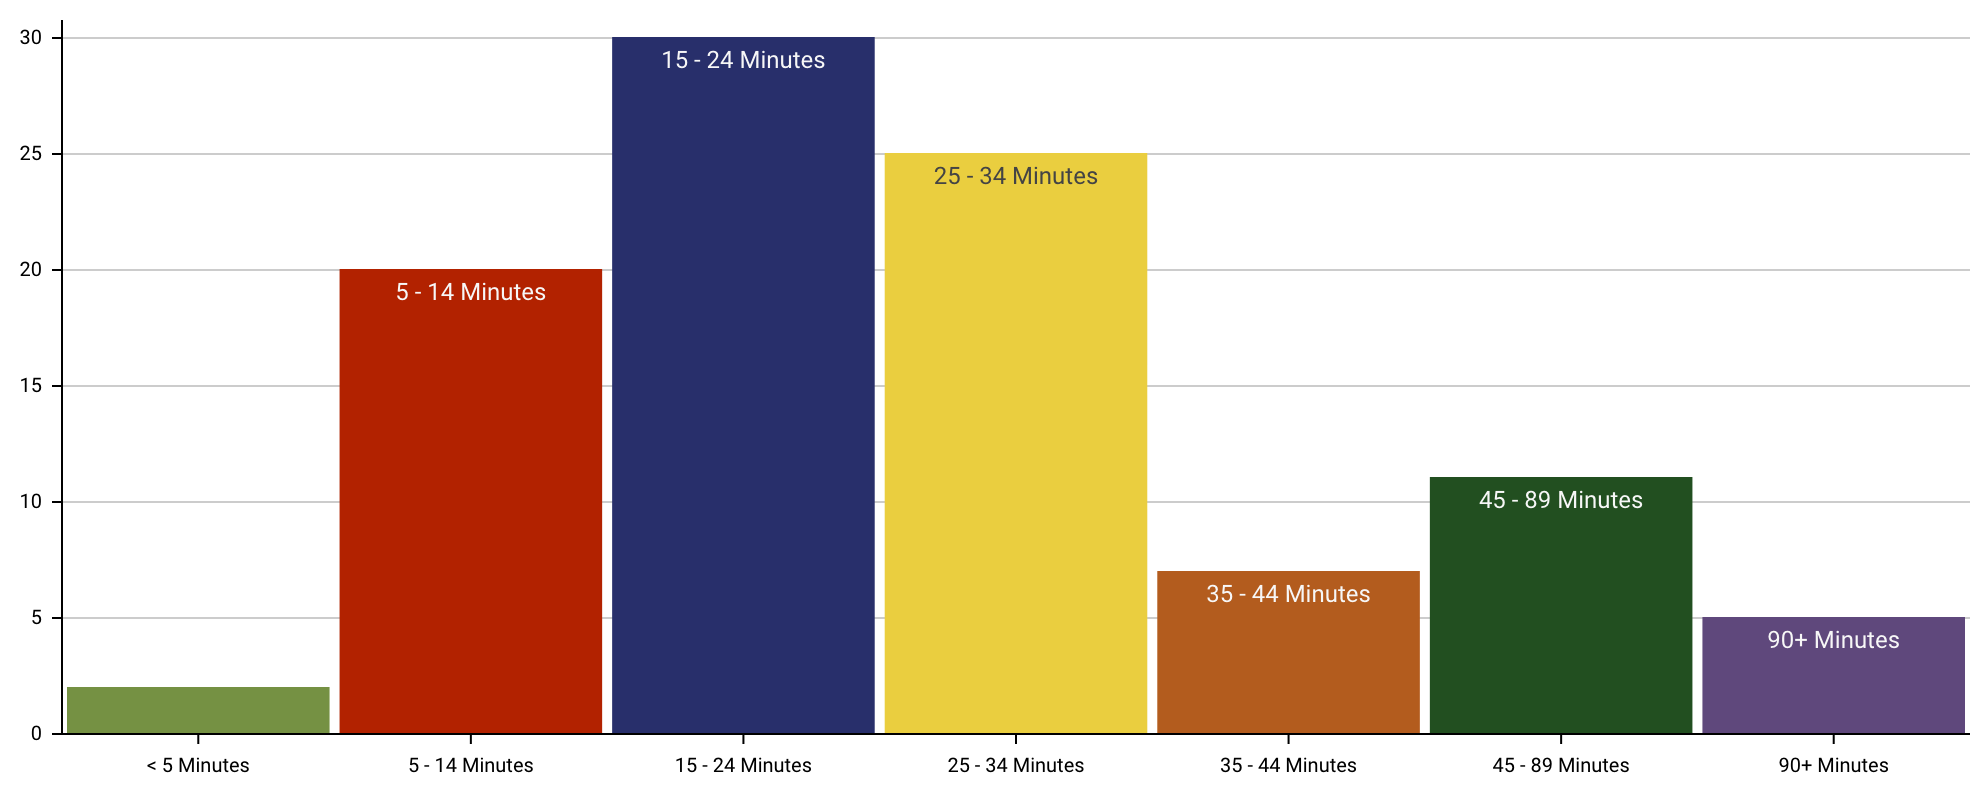 30
25
20
15
10
5
0
15 - 24 Minutes
25 - 34 Minutes
5 - 14 Minutes
45 - 89 Minutes
35 - 44 Minutes
90+ Minutes
< 5 Minutes
5 - 14 Minutes
15 - 24 Minutes
25 - 34 Minutes
35 - 44 Minutes
45 - 89 Minutes
90+ Minutes